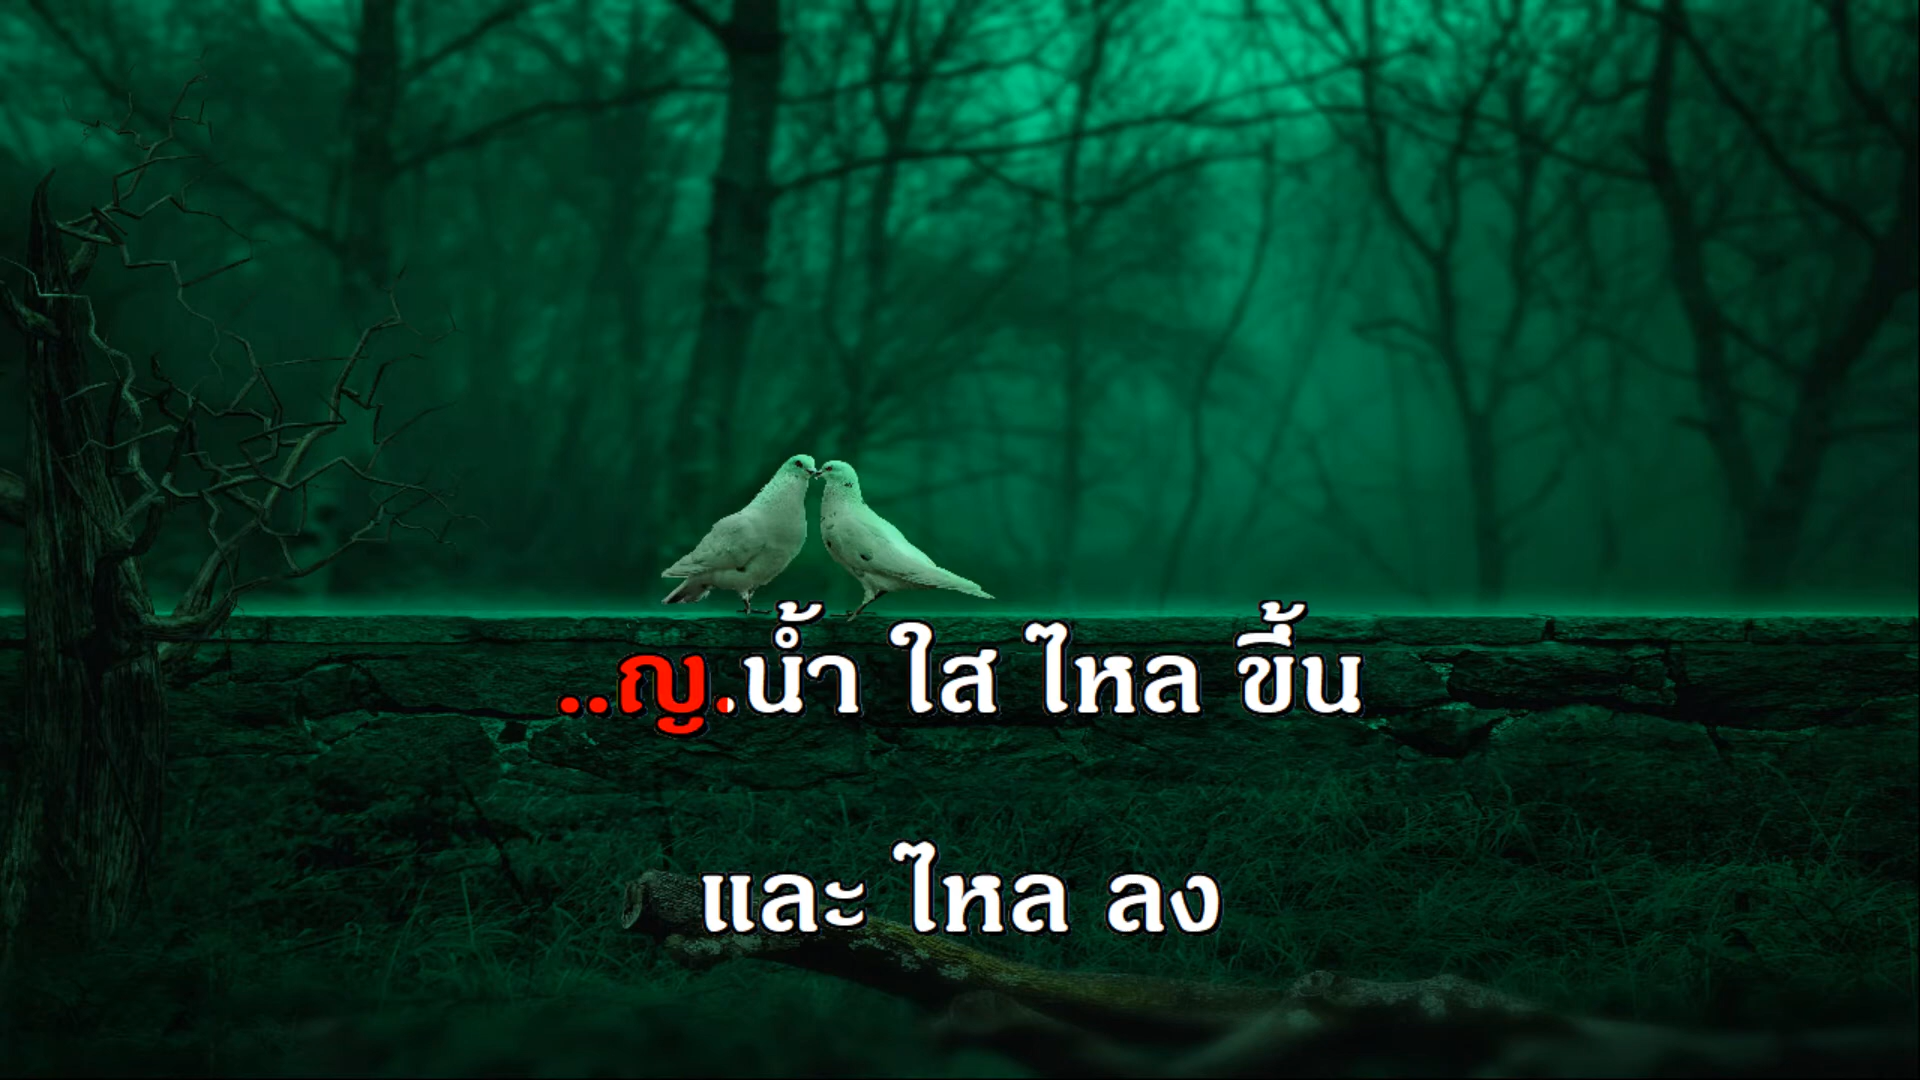 ..ญ..น้ำ ใส ไหล ขึ้น
และ ไหล ลง